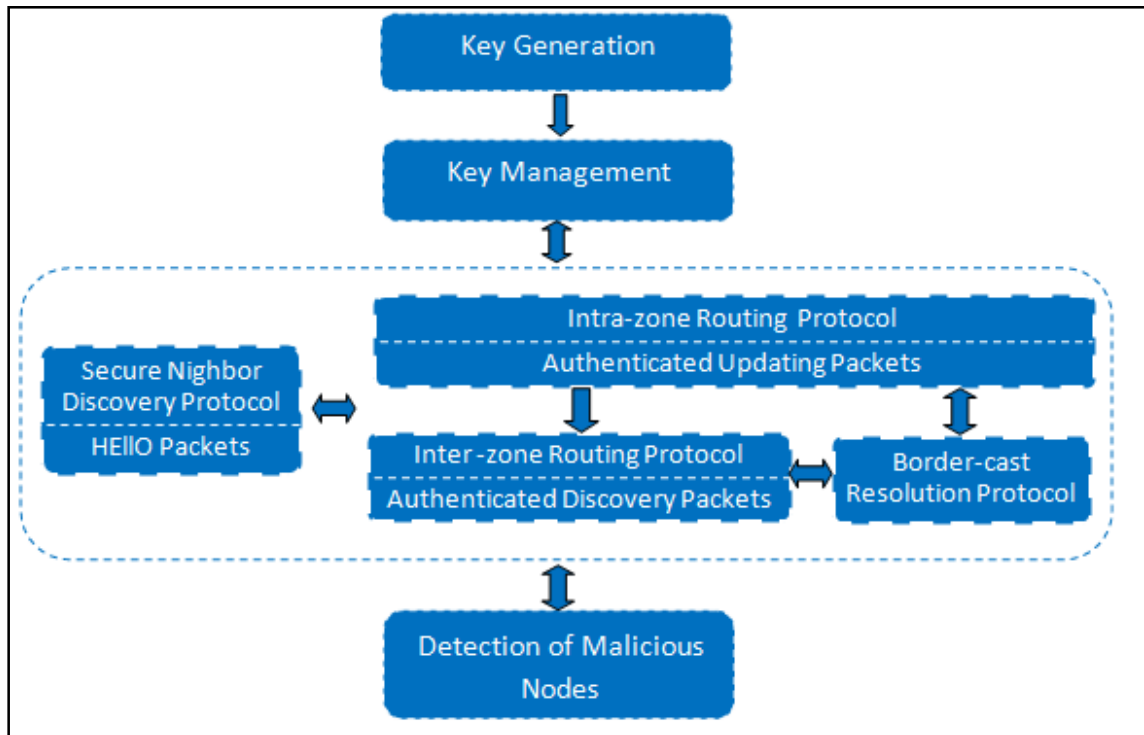 Key Generation
Key Management
Intra-zone Routing Protocol
Authenticated Updating Packets
Secure Nighbor
Discovery Protocol
HEllO Packets
Inter-zone Routing Protocol
Authenticated Discovery Packets
Border-cast
Resolution Protocol
Detection of Malicious
Nodes